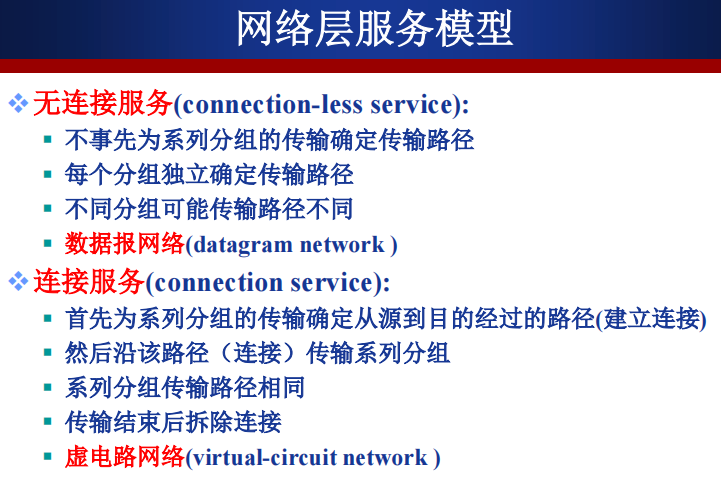 网络层服务模型
无连接服务(connection-less service):
不事先为系列分组的传输确定传输路径
每个分组独立确定传输路径
不同分组可能传输路径不同
数据报网络(datagram network )
连接服务(connection service):
首先为系列分组的传输确定从源到目的经过的路径(建立连接)
然后沿该路径（连接）传输系列分组
系列分组传输路径相同
传输结束后拆除连接
虚电路网络(virtual-circuit network )